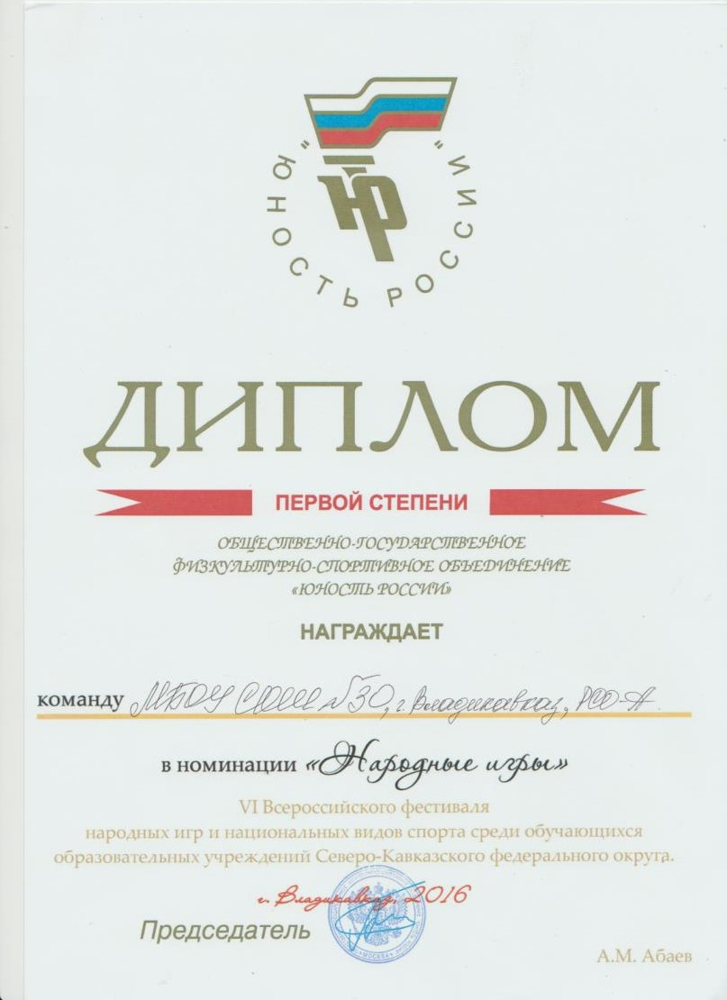 "ЮНОСТЬ РОССИИ"
ЮР
ДИПЛОМ
ПЕРВОЙ СТЕПЕНИ
ОБЩЕСТВЕННО-ГОСУДАРСТВЕННОЕ
ФИЗКУЛЬТУРНО-СПОРТИВНОЕ ОБЪЕДИНЕНИЕ
«ЮНОСТЬ РОССИИ»
НАГРАЖДАЕТ
команду МБОУ СОШ №30, г. Владикавказ, РСО-А
в номинации «Народные игры»
VI Всероссийского фестиваля
народных игр и национальных видов спорта среди обучающихся
образовательных учреждений Северо-Кавказского федерального округа.
г. Владикавказ, 2016
Председатель
МОСКВА
А.М. Абаев